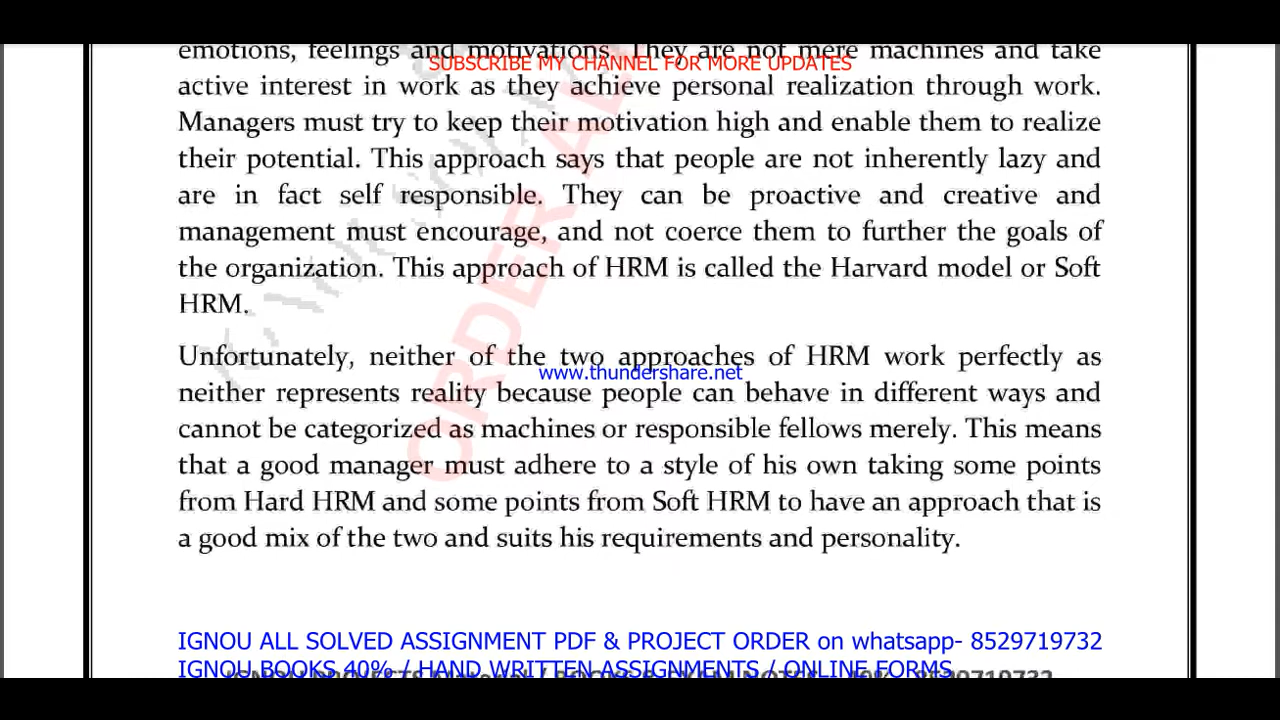 emotions, feelings and motivations. They are not mere machines and take
SUBSCRIBE MY CHANNEL FOR MORE UPDATES
active interest in work as they achieve personal realization through work.
Managers must try to keep their motivation high and enable them to realize
their potential. This approach says that people are not inherently lazy and
are in fact self responsible. They can be proactive and creative and
management must encourage, and not coerce them to further the goals of
the organization. This approach of HRM is called the Harvard model or Soft
HRM.
Unfortunately, neither of the two approaches of HRM work perfectly as
www.thundershare.net
neither represents reality because people can behave in different ways and
cannot be categorized as machines or responsible fellows merely. This means
that a good manager must adhere to a style of his own taking some points
from Hard HRM and some points from Soft HRM to have an approach that is
a good mix of the two and suits his requirements and personality.
ORDER
IGNOU ALL SOLVED ASSIGNMENT PDF & PROJECT ORDER on whatsapp- 8529719732
IGNOU BOOKS 40% / HAND WRITTEN ASSIGNMENTS / ONLINE FORMS